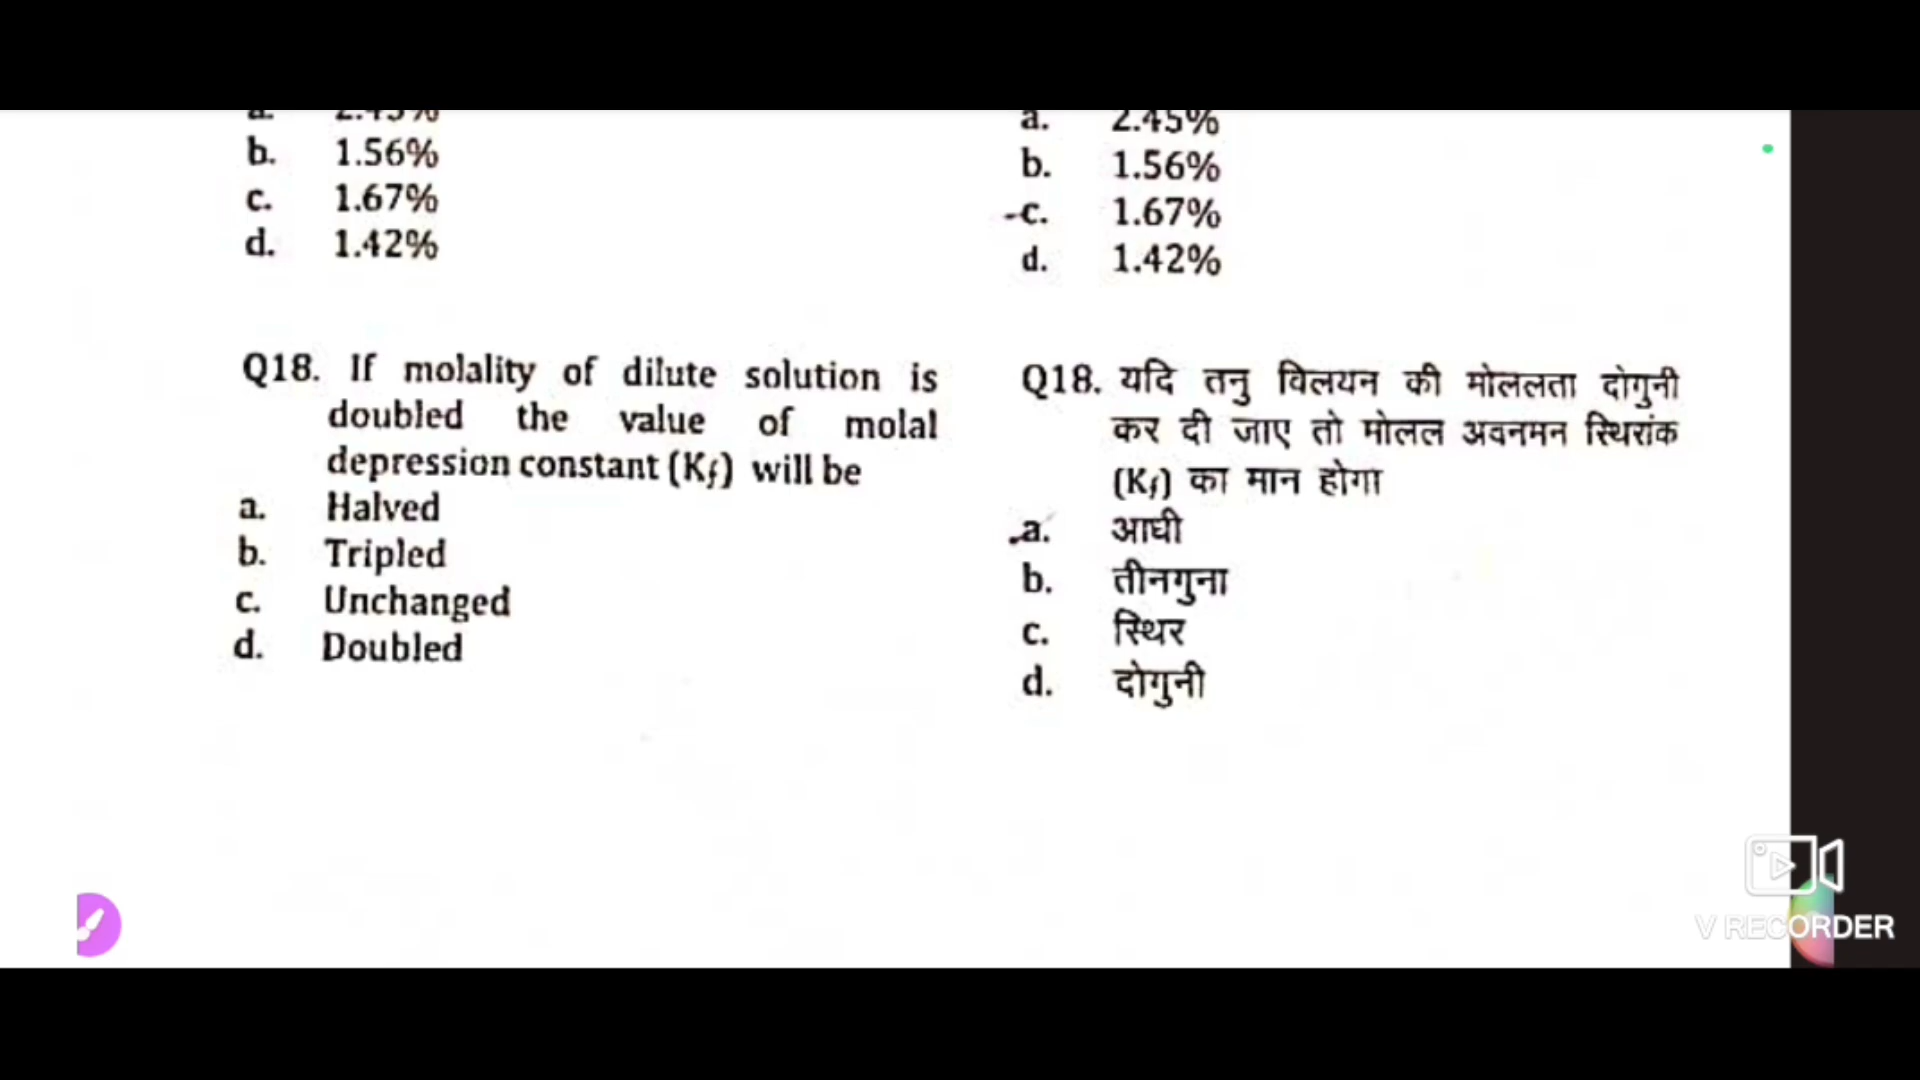 a. 2.45%
b. 1.56%
c. 1.67%
d. 1.42%
Q18. If molality of dilute solution is
doubled the value of molal
depression constant (Kf) will be
a. Halved
b. Tripled
c. Unchanged
d. Doubled
a. 2.45%
b. 1.56%
-c. 1.67%
d. 1.42%
Q18. यदि तनु विलयन की मोललता दोगुनी
कर दी जाए तो मोलल अवनमन स्थिरांक
(Kf) का मान होगा
a. आधी
b. तीनगुना
c. स्थिर
d. दोगुनी
V RECORDER